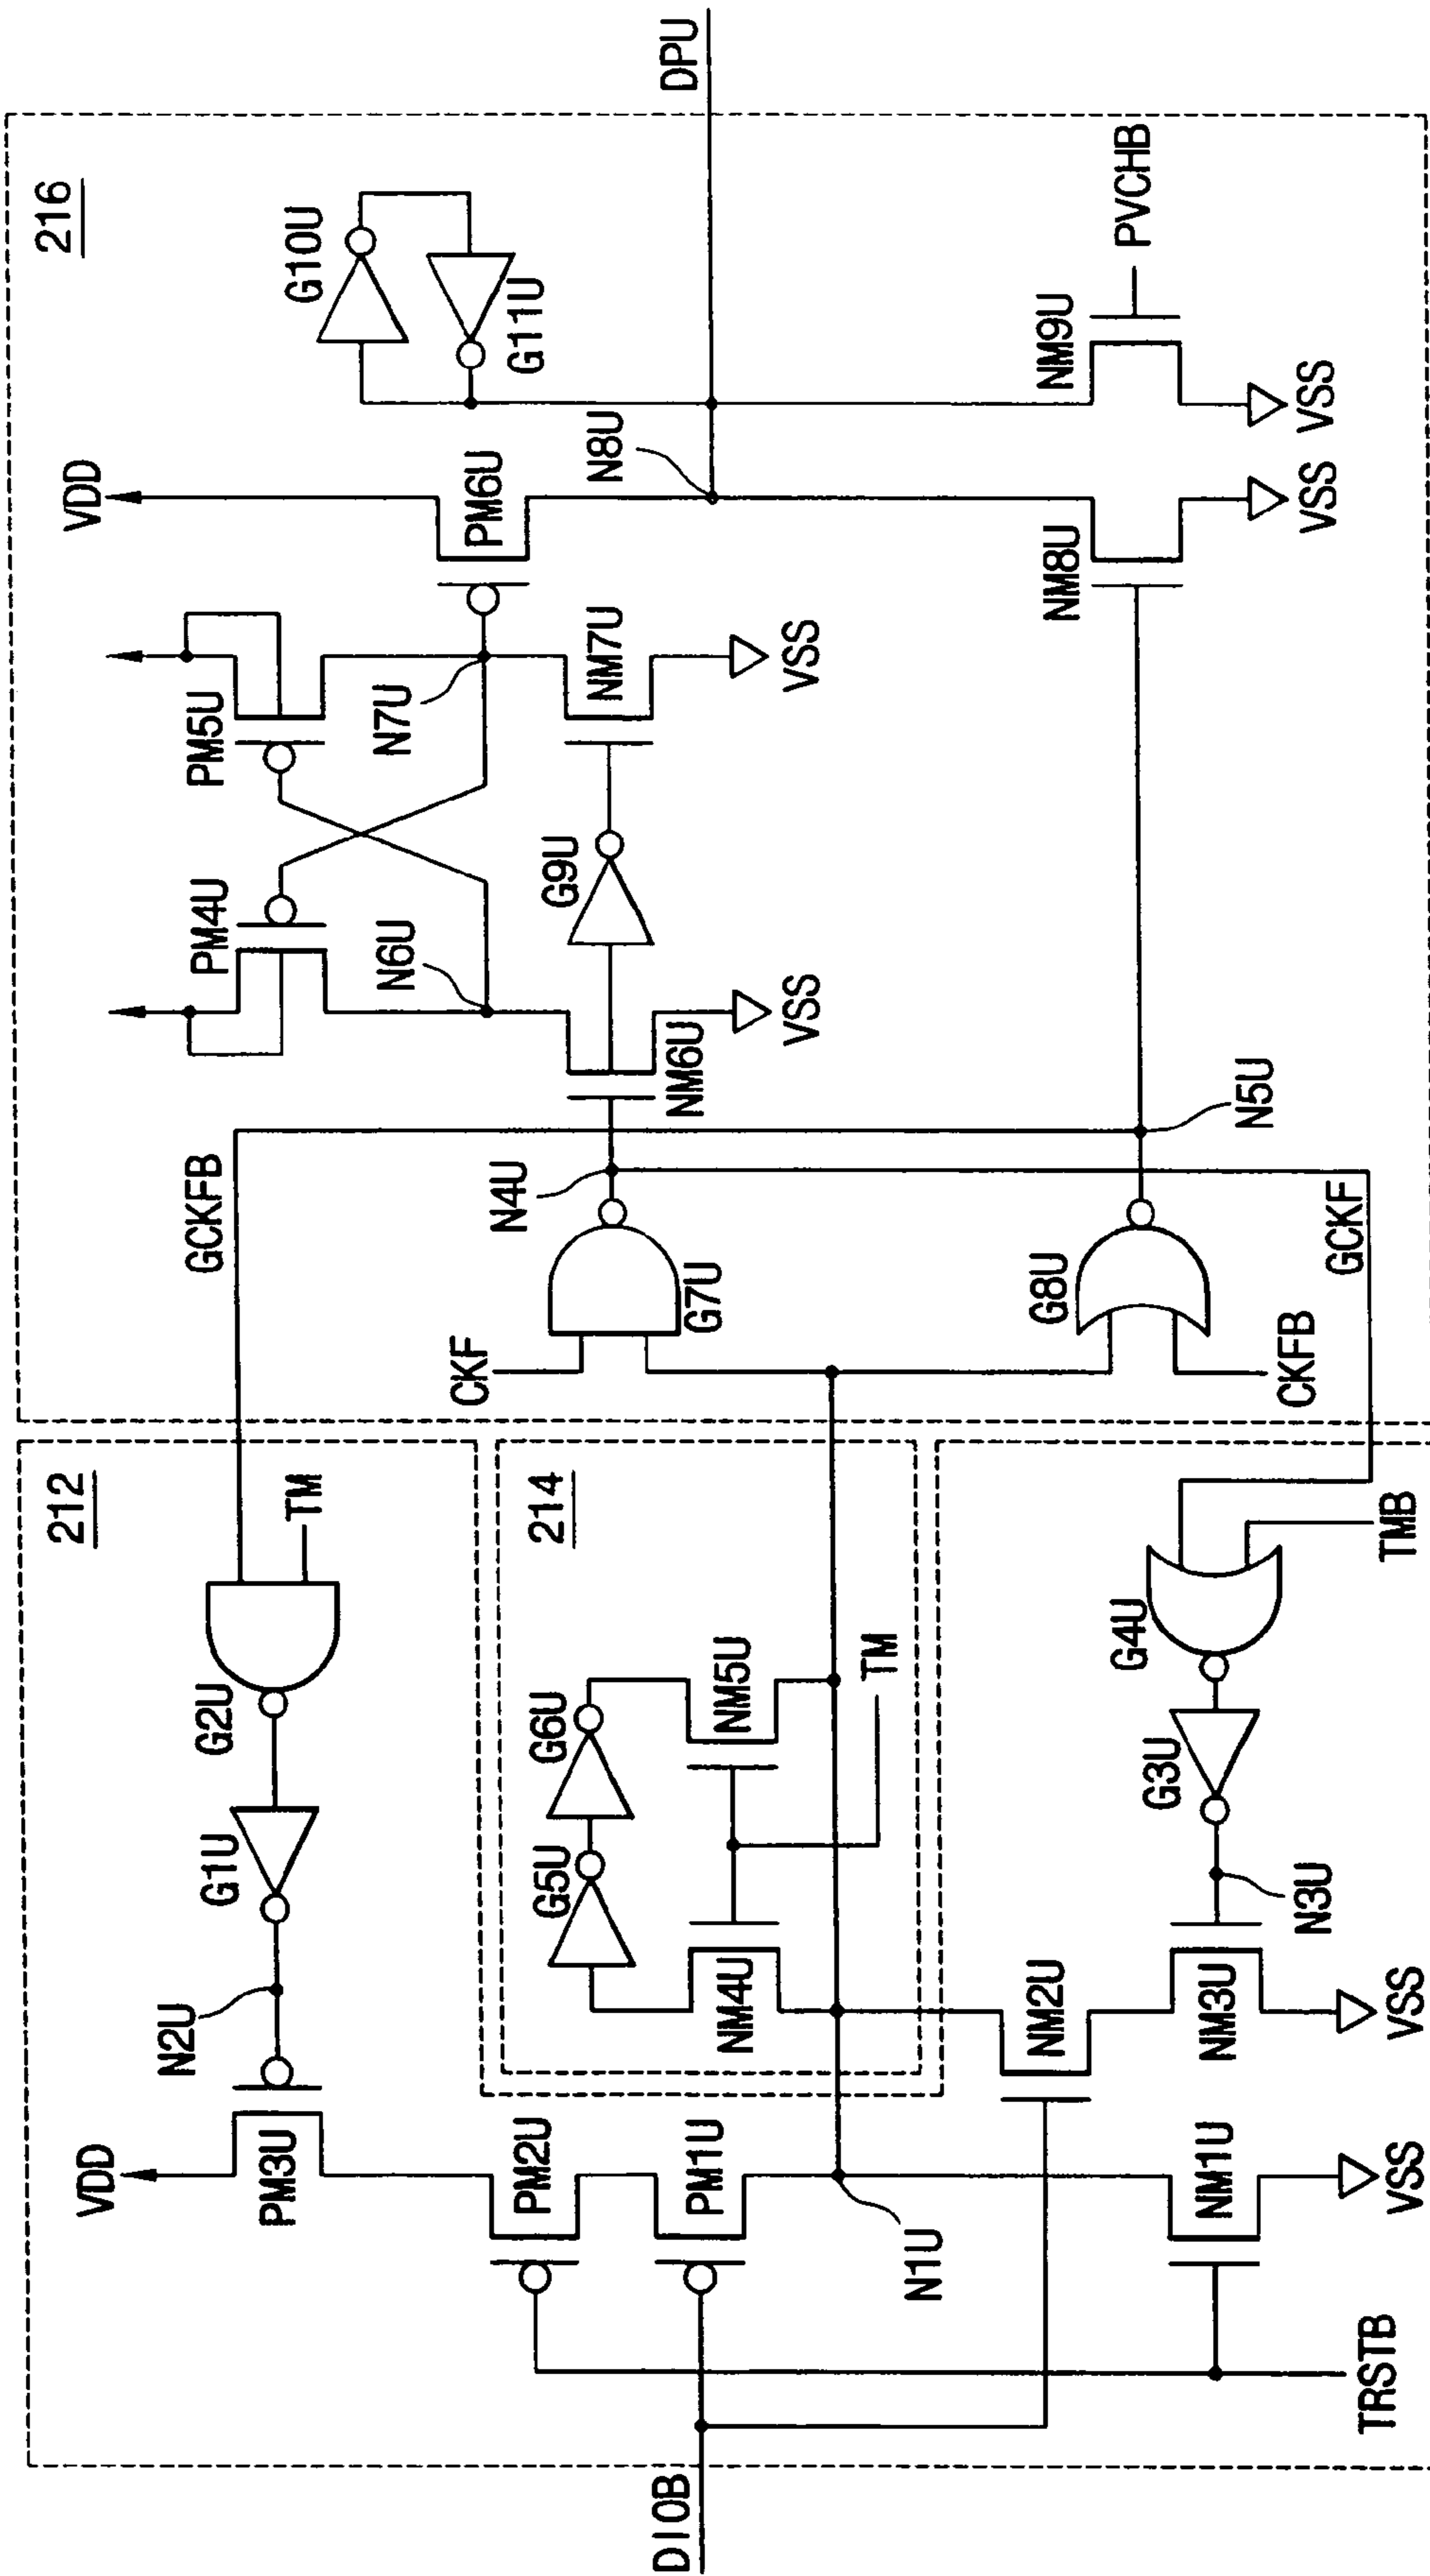 212
VDD
N2U
G1U
G2U
GCKFB
TM
PM3U
PM2U
PM1U
DIOB
N1U
TRSTB
NM1U
VSS
214
G5U
G6U
NM4U
NM5U
TM
NM2U
NM3U
VSS
N3U
G3U
G4U
TMB
GCKF
216
CKF
G7U
N4U
CKFB
G8U
N5U
NM6U
VSS
N6U
PM4U
G9U
PM5U
N7U
NM7U
VSS
VDD
PM6U
N8U
NM8U
VSS
G10U
G11U
DPU
NM9U
PVCHB
VSS